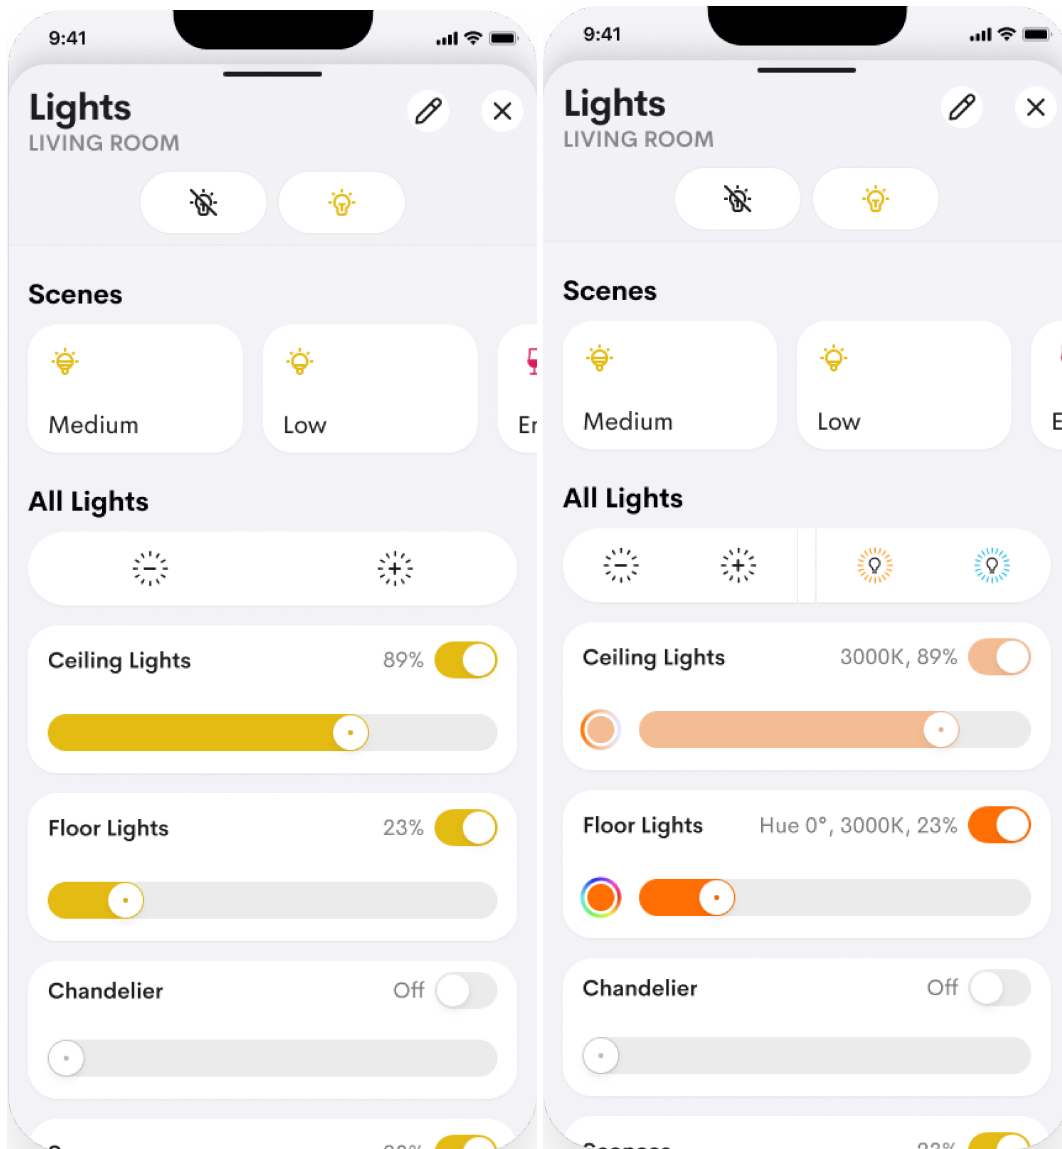 9:41
Lights
LIVING ROOM
Scenes
Medium
Low
All Lights
Ceiling Lights 89%
Floor Lights 23%
Chandelier Off
9:41
Lights
LIVING ROOM
Scenes
Medium
Low
All Lights
Ceiling Lights 3000K, 89%
Floor Lights Hue 0°, 3000K, 23%
Chandelier Off